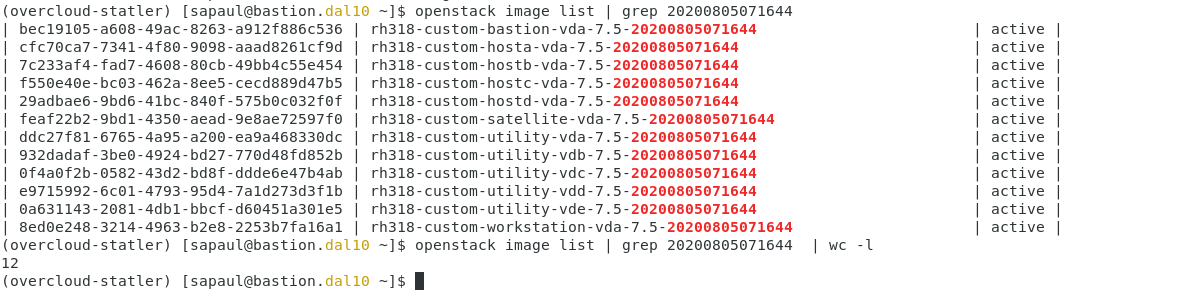 (overcloud-statler) [sapaul@bastion.dal10 ~]$ openstack image list | grep 20200805071644
| bec19105-a608-49ac-8263-a912f886c536 | rh318-custom-bastion-vda-7.5-20200805071644 | active |
| cfc70ca7-7341-4f80-9098-aaad8261cf9d | rh318-custom-hosta-vda-7.5-20200805071644 | active |
| 7c233af4-fad7-4608-80cb-49bb4c55e454 | rh318-custom-hostb-vda-7.5-20200805071644 | active |
| f550e40e-bc03-462a-8ee5-cecd889d47b5 | rh318-custom-hostc-vda-7.5-20200805071644 | active |
| 29adbae6-9bd6-41bc-840f-575b0c032f0f | rh318-custom-hostd-vda-7.5-20200805071644 | active |
| feaf22b2-9bd1-4350-aead-9e8ae72597f0 | rh318-custom-satellite-vda-7.5-20200805071644 | active |
| ddc27f81-6765-4a95-a200-ea9a468330dc | rh318-custom-utility-vda-7.5-20200805071644 | active |
| 932dadaf-3be0-4924-bd27-770d48fd852b | rh318-custom-utility-vdb-7.5-20200805071644 | active |
| 0f4a0f2b-0582-43d2-bd8f-ddde6e47b4ab | rh318-custom-utility-vdc-7.5-20200805071644 | active |
| e9715992-6c01-4793-95d4-7a1d273d3f1b | rh318-custom-utility-vdd-7.5-20200805071644 | active |
| 0a631143-2081-4db1-bbcf-d60451a301e5 | rh318-custom-utility-vde-7.5-20200805071644 | active |
| 8ed0e248-3214-4963-b2e8-2253b7fa16a1 | rh318-custom-workstation-vda-7.5-20200805071644 | active |
(overcloud-statler) [sapaul@bastion.dal10 ~]$ openstack image list | grep 20200805071644  | wc -l
12
(overcloud-statler) [sapaul@bastion.dal10 ~]$